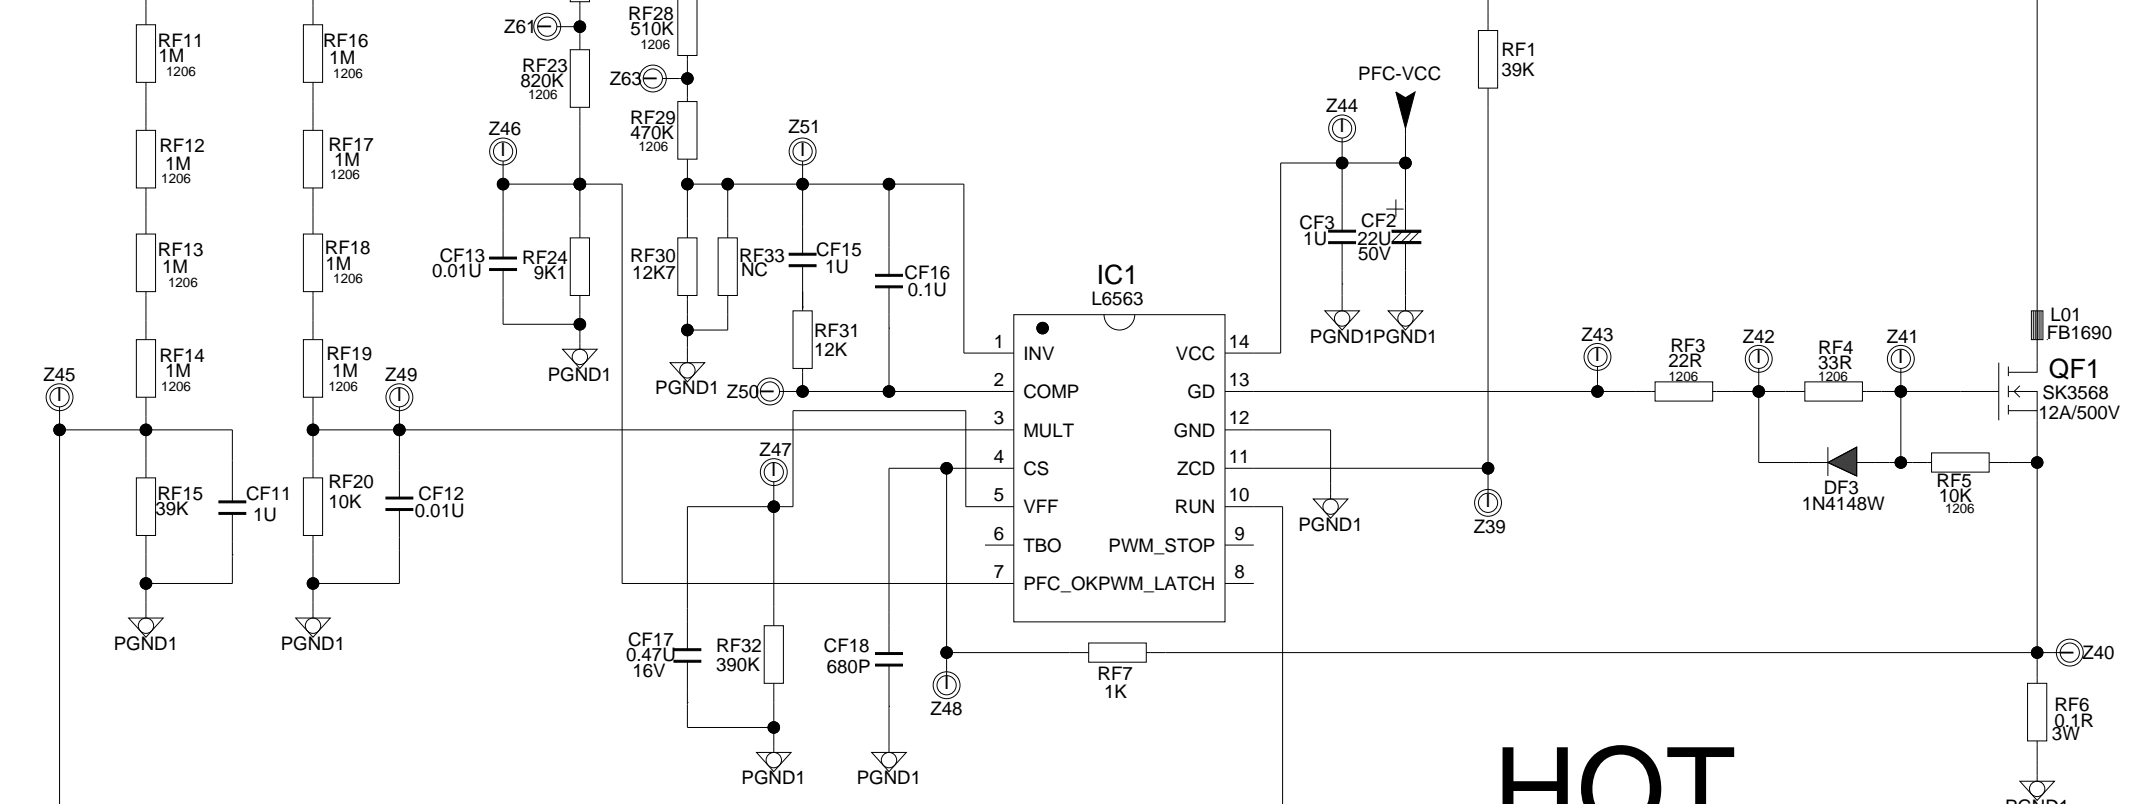 RF11
1M
1206
RF16
1M
1206
Z61
RF23
820K
1206
RF28
510K
1206
Z63
RF29
470K
1206
RF1
39K
PFC-VCC
Z44
RF12
1M
1206
RF17
1M
1206
Z46
Z51
RF13
1M
1206
RF18
1M
1206
CF13
0.01U
RF24
9K1
RF30
12K7
RF33
NC
CF15
1U
CF16
0.1U
CF3
1U
CF2
22U
50V
IC1
L6563
RF31
12K
PGND1PGND1
L01
FB1690
RF14
1M
1206
RF19
1M
1206
PGND1
PGND1
Z45
Z49
Z50
Z43
RF3
22R
1206
Z42
RF4
33R
1206
Z41
QF1
SK3568
12A/500V
1
INV
VCC
14
2
COMP
GD
13
3
MULT
GND
12
4
CS
ZCD
11
5
VFF
RUN
10
6
TBO
PWM_STOP
9
7
PFC_OKPWM_LATCH
8
Z47
RF15
39K
CF11
1U
RF20
10K
CF12
0.01U
DF3
1N4148W
RF5
10K
1206
PGND1
Z39
PGND1
PGND1
CF17
0.47U
16V
RF32
390K
CF18
680P
RF7
1K
Z48
Z40
RF6
0.1R
3W
PGND1
PGND1
HOT
PGND1